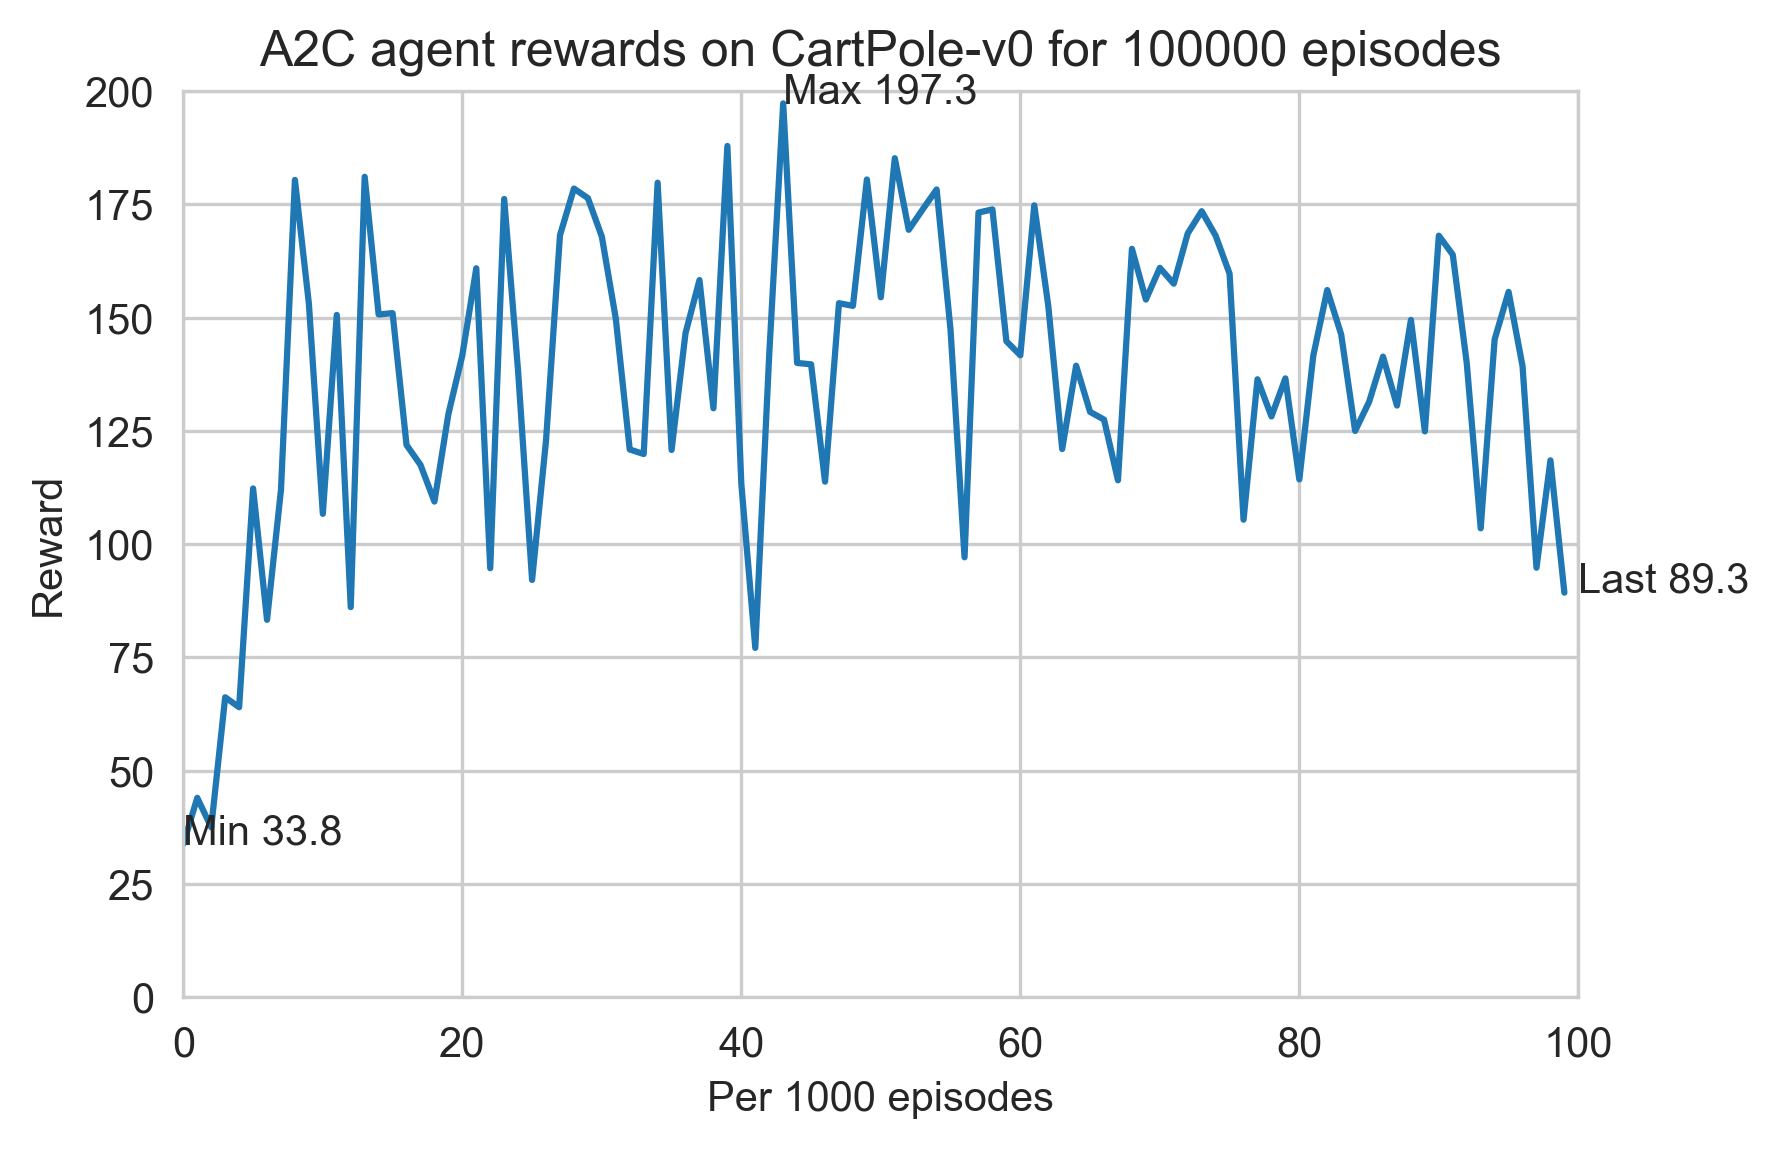 A2C agent rewards on CartPole-v0 for 100000 episodes
Max 197.3
200
175
150
125
100
75
50
25
0
Reward
Min 33.8
Last 89.3
0 20 40 60 80 100
Per 1000 episodes